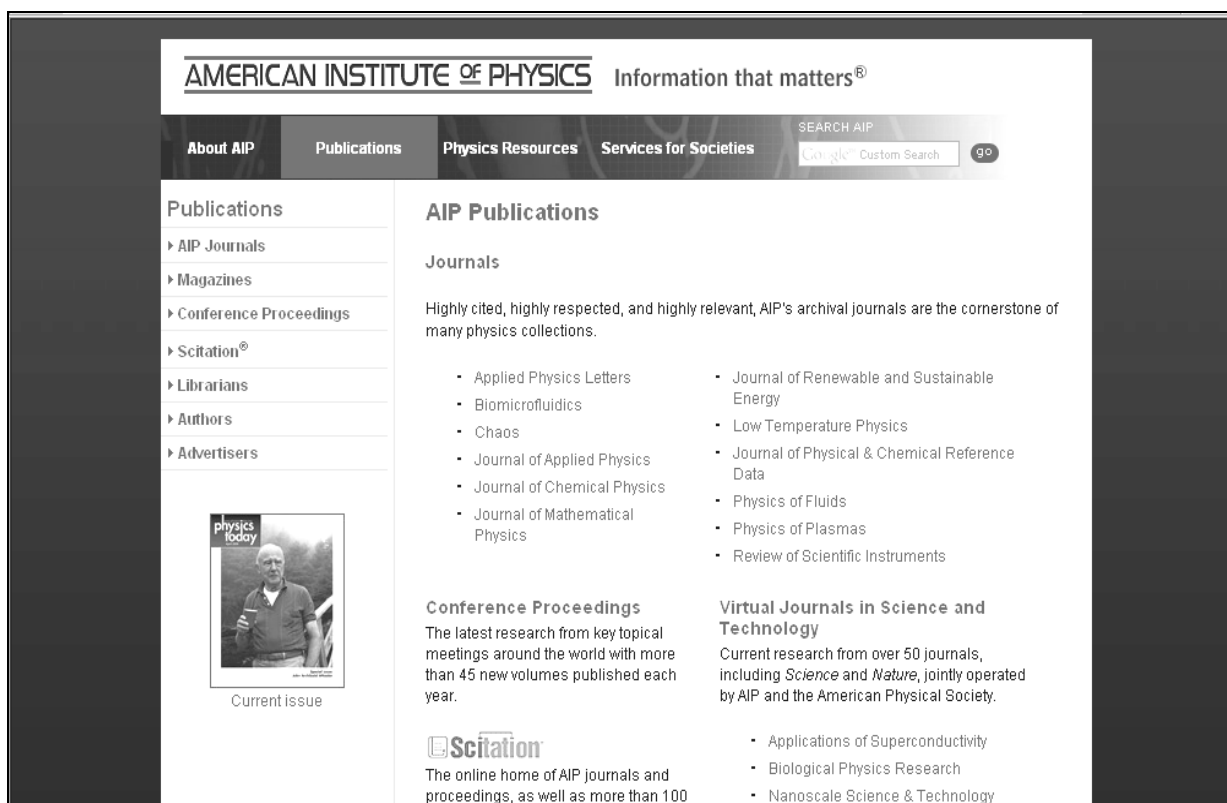 AMERICAN INSTITUTE OF PHYSICS Information that matters®
About AIP Publications Physics Resources Services for Societies
SEARCH AIP
Google™ Custom Search go
Publications
AIP Journals
Magazines
Conference Proceedings
Scitation®
Librarians
Authors
Advertisers
physics
today
Current issue
AIP Publications
Journals
Highly cited, highly respected, and highly relevant, AIP's archival journals are the cornerstone of
many physics collections.
Applied Physics Letters
Biomicrofluidics
Chaos
Journal of Applied Physics
Journal of Chemical Physics
Journal of Mathematical
Physics
Journal of Renewable and Sustainable
Energy
Low Temperature Physics
Journal of Physical & Chemical Reference
Data
Physics of Fluids
Physics of Plasmas
Review of Scientific Instruments
Conference Proceedings
The latest research from key topical
meetings around the world with more
than 45 new volumes published each
year.
Scitation
The online home of AIP journals and
proceedings, as well as more than 100
Virtual Journals in Science and
Technology
Current research from over 50 journals,
including Science and Nature, jointly operated
by AIP and the American Physical Society.
Applications of Superconductivity
Biological Physics Research
Nanoscale Science & Technology